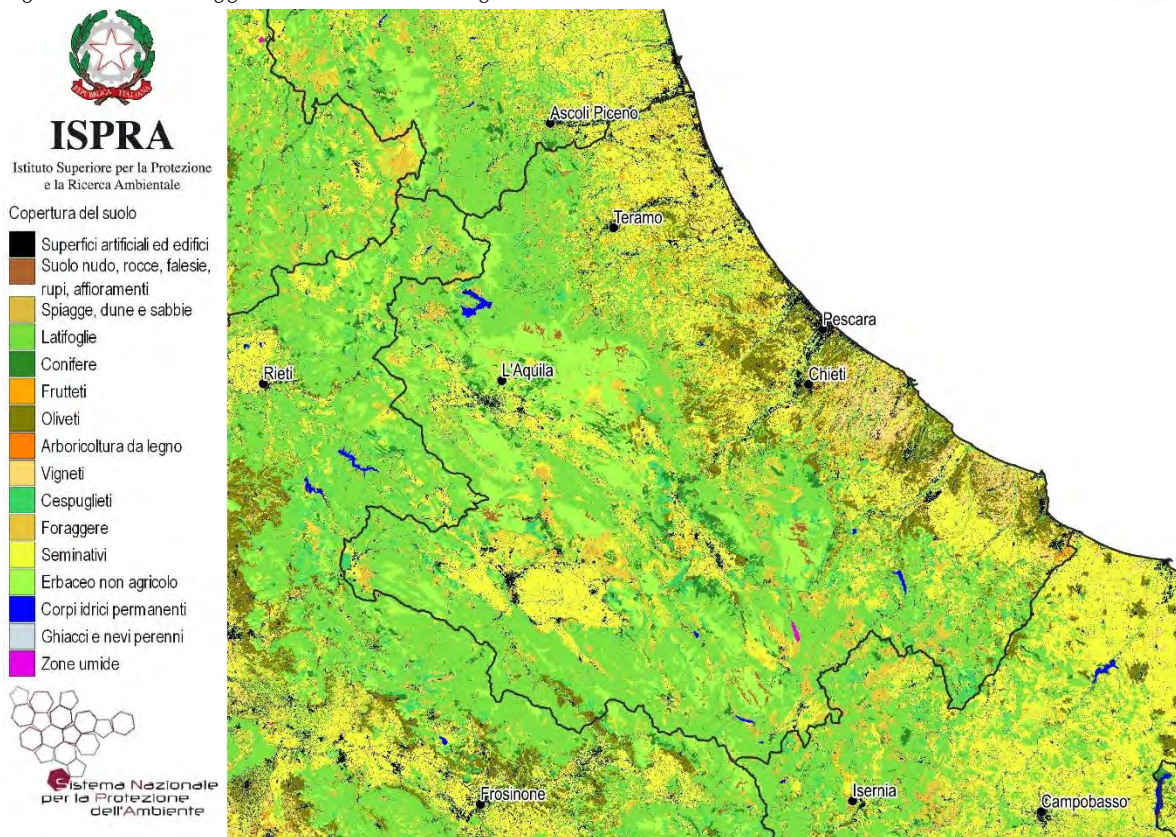 REPVBBLICA ITALIANA
ISPRA
Istituto Superiore per la Protezione
e la Ricerca Ambientale
Copertura del suolo
Superfici artificiali ed edifici
Suolo nudo, rocce, falesie,
rupi, affioramenti
Spiagge, dune e sabbie
Latifoglie
Conifere
Frutteti
Oliveti
Arboricoltura da legno
Vigneti
Cespuglieti
Foraggere
Seminativi
Erbaceo non agricolo
Corpi idrici permanenti
Ghiacci e nevi perenni
Zone umide
Sistema Nazionale
per la Protezione
dell'Ambiente
Ascoli Piceno
Teramo
Pescara
Rieti
L'Aquila
Chieti
Frosinone
Isernia
Campobasso